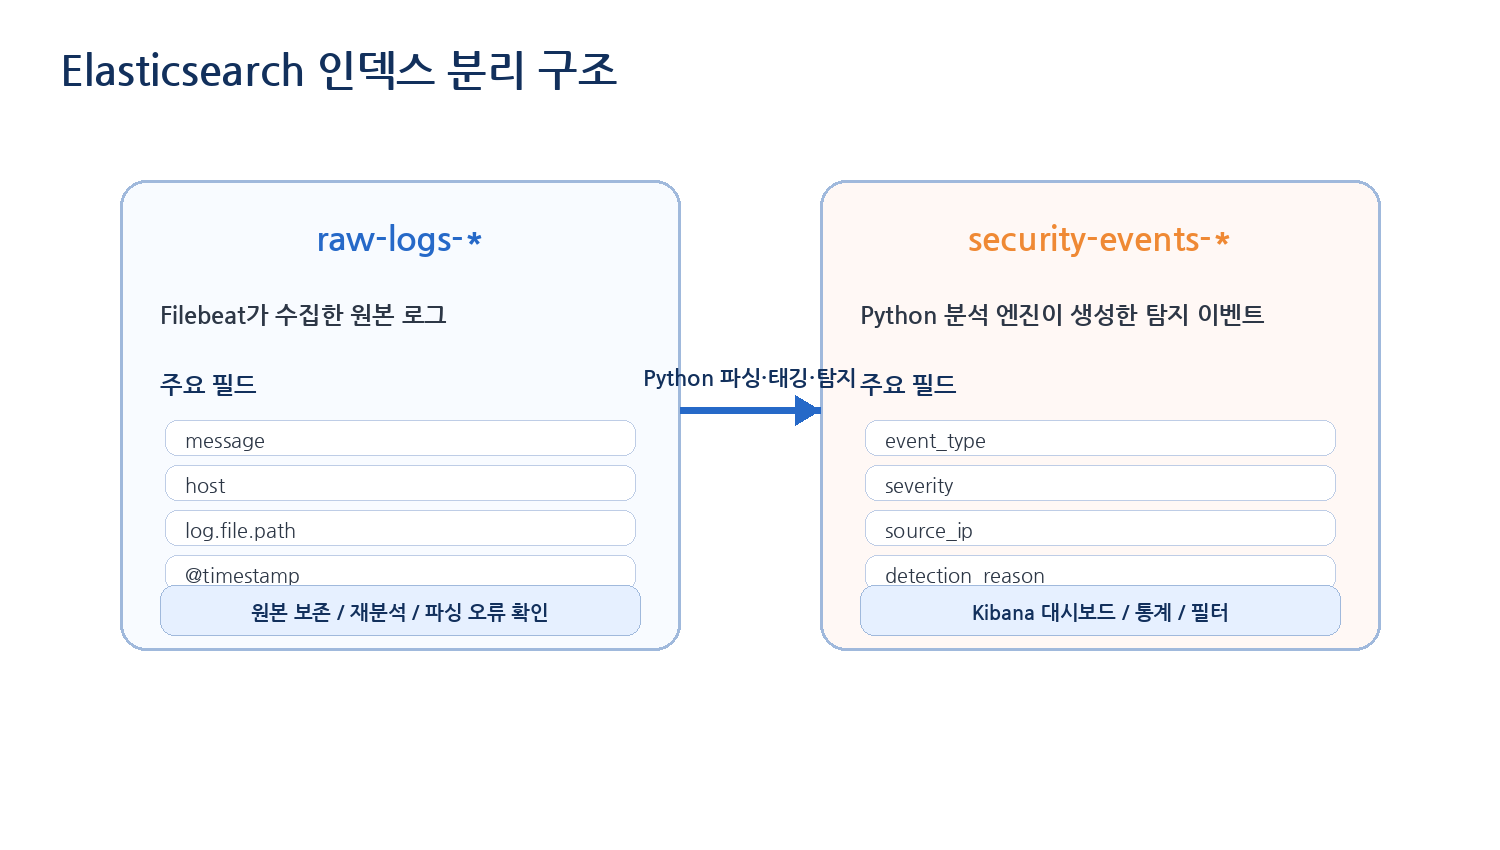 Elasticsearch 인덱스 분리 구조
raw-logs-*
Filebeat가 수집한 원본 로그
주요 필드
message
host
log.file.path
@timestamp
원본 보존 / 재분석 / 파싱 오류 확인
Python 파싱·태깅·탐지
security-events-*
Python 분석 엔진이 생성한 탐지 이벤트
주요 필드
event_type
severity
source_ip
detection_reason
Kibana 대시보드 / 통계 / 필터